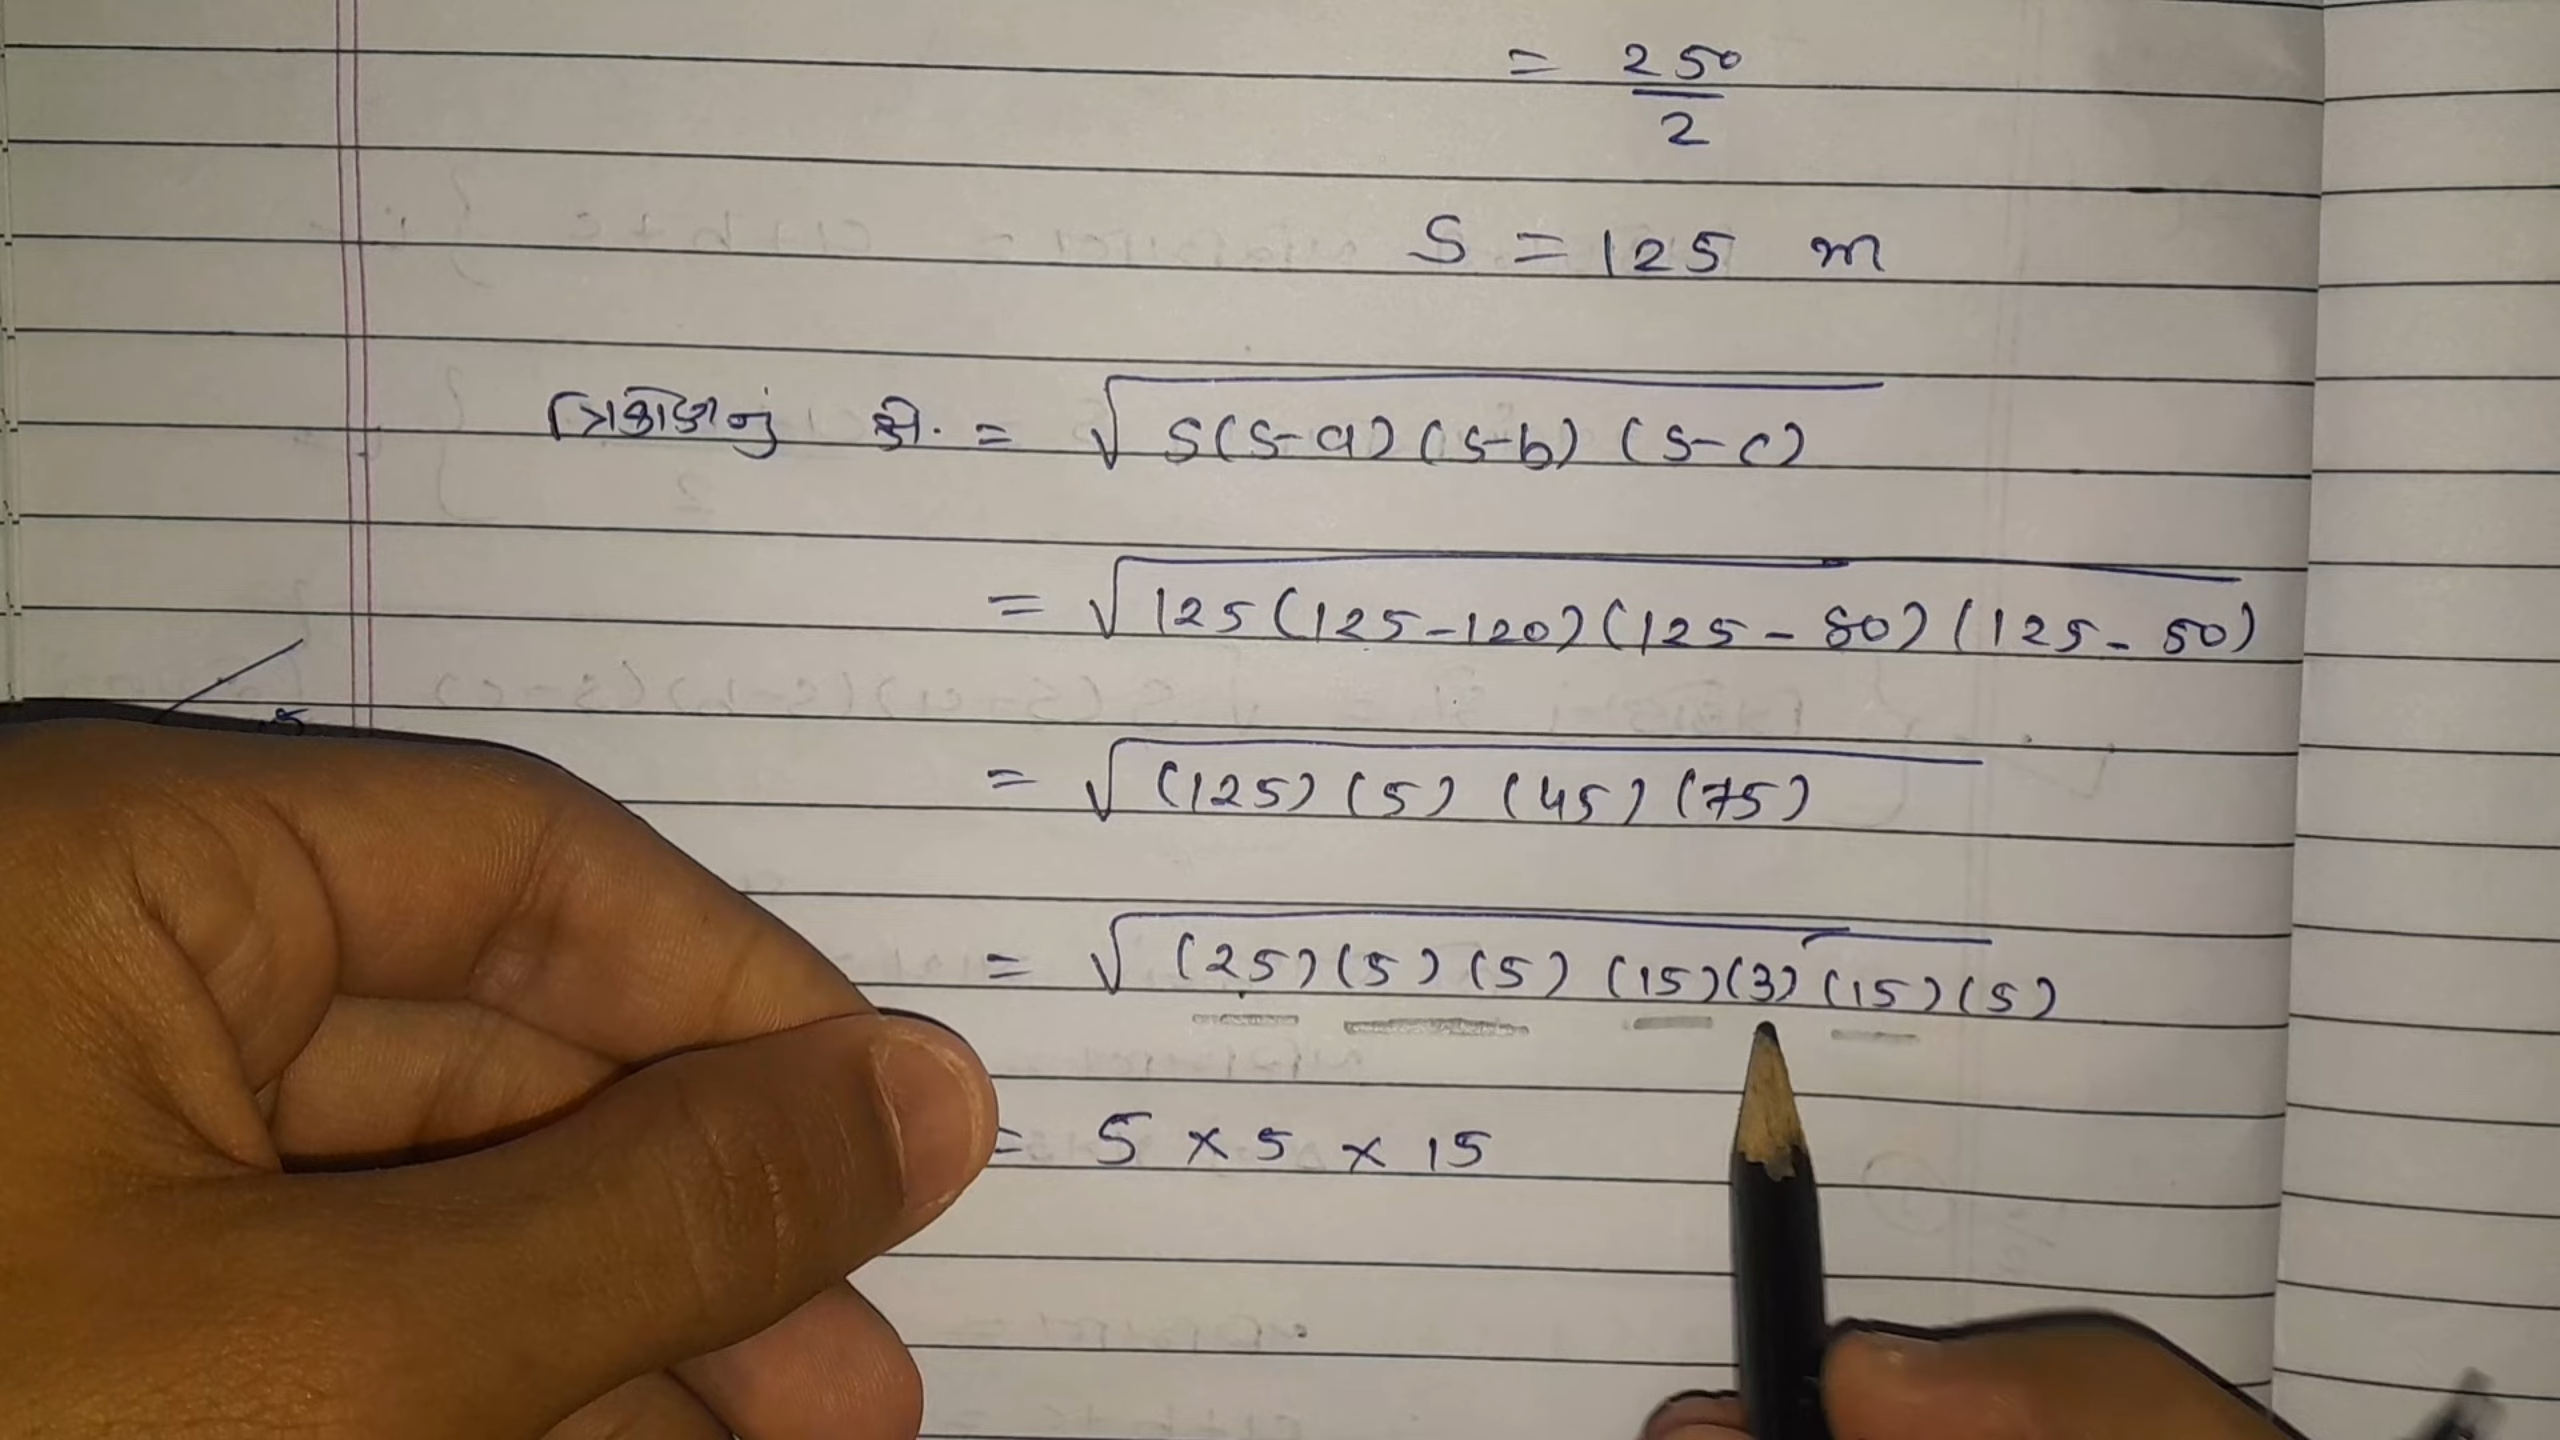 = 250/2
S = 125 m
ત્રિકોણનું ક્ષે. = √S(S-a)(S-b)(S-c)
= √125(125-120)(125-80)(125-50)
= √(125)(5)(45)(75)
= √(25)(5)(5)(15)(3)(15)(5)
= 5 × 5 × 15